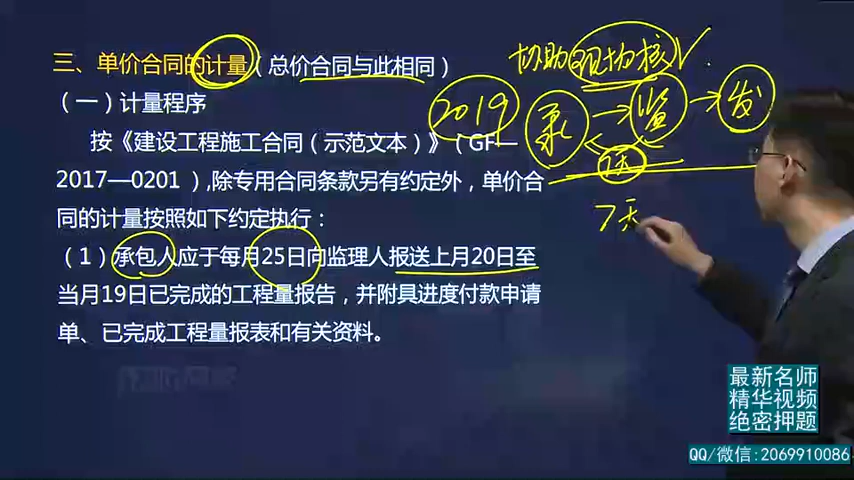 三、单价合同的计量（总价合同与此相同）
协助现场核
（一）计量程序
2019
承
监
发
7天
按《建设工程施工合同（示范文本）》（GF—
2017—0201 ）,除专用合同条款另有约定外，单价合
同的计量按照如下约定执行：
7天
（1）承包人应于每月25日向监理人报送上月20日至
当月19日已完成的工程量报告，并附具进度付款申请
单、已完成工程量报表和有关资料。
最新名师
精华视频
绝密押题
QQ/微信:2069910086